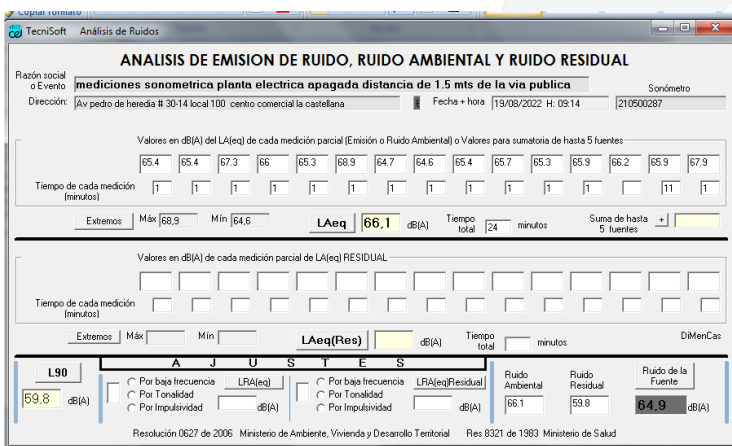 Copiar formato
TecniSoft Análisis de Ruidos
ANALISIS DE EMISION DE RUIDO, RUIDO AMBIENTAL Y RUIDO RESIDUAL
Razón social o Evento mediciones sonometrica planta electrica apagada distancia de 1.5 mts de la via publica
Sonómetro
Dirección: Av pedro de heredia # 30-14 local 100 centro comercial la castellana Fecha + hora 19/08/2022 H: 09:14 210500287
Valores en dB(A) del LA(eq) de cada medición parcial (Emisión o Ruido Ambiental) o Valores para sumatoria de hasta 5 fuentes
65.4 65.4 67.3 66 65.3 68.9 64.7 64.6 65.4 65.7 65.3 65.9 66.2 65.9 67.9
Tiempo de cada medición (minutos) 1 1 1 1 1 1 1 1 1 1 1 1 11 1
Extremos Máx 68,9 Mín 64,6 LAeq 66,1 dB(A) Tiempo total 24 minutos Suma de hasta 5 fuentes +
Valores en dB(A) de cada medición parcial de LA(eq) RESIDUAL
Tiempo de cada medición (minutos)
Extremos Máx Mín LAeq(Res) dB(A) Tiempo total minutos DiMenCas
A J U S T E S
L90
59,8 dB(A)
Por baja frecuencia LRA(eq)
Por Tonalidad
Por Impulsividad dB(A)
Por baja frecuencia LRA(eq)Residual
Por Tonalidad
Por Impulsividad dB(A)
Ruido Ambiental
66.1
Ruido Residual
59.8
Ruido de la Fuente
64,9 dB(A)
Resolución 0627 de 2006 Ministerio de Ambiente, Vivienda y Desarrollo Territorial Res 8321 de 1983 Ministerio de Salud